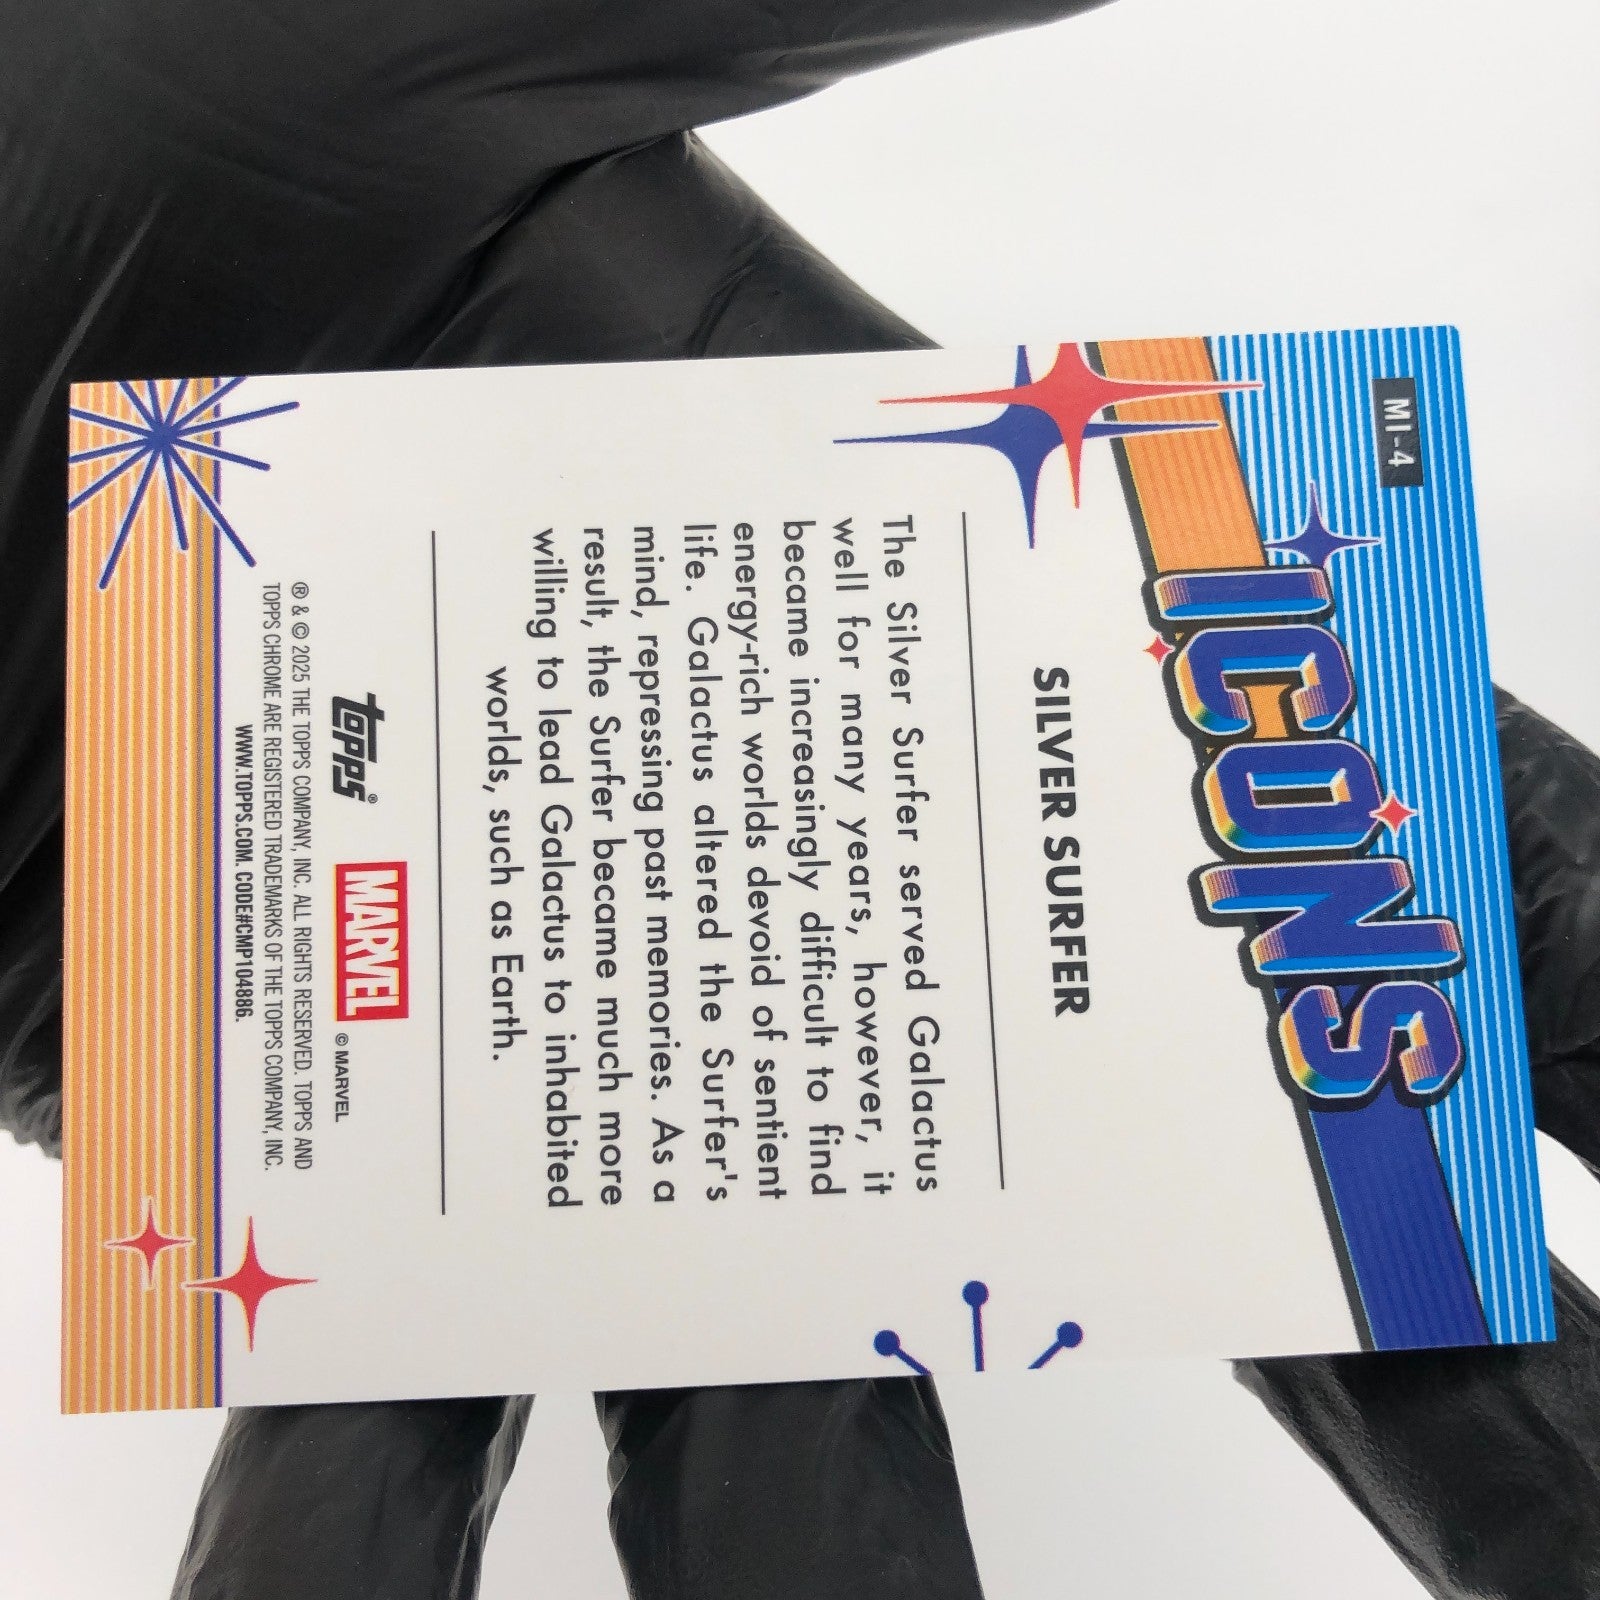 MI-4
ICONS
SILVER SURFER
The Silver Surfer served Galactus
well for many years, however, it
became increasingly difficult to find
energy-rich worlds devoid of sentient
life. Galactus altered the Surfer's
mind, repressing past memories. As a
result, the Surfer became much more
willing to lead Galactus to inhabited
worlds, such as Earth.
topps® MARVEL © MARVEL
® & © 2025 THE TOPPS COMPANY, INC. ALL RIGHTS RESERVED. TOPPS AND
TOPPS CHROME ARE REGISTERED TRADEMARKS OF THE TOPPS COMPANY, INC.
WWW.TOPPS.COM. CODE#CMP104886.